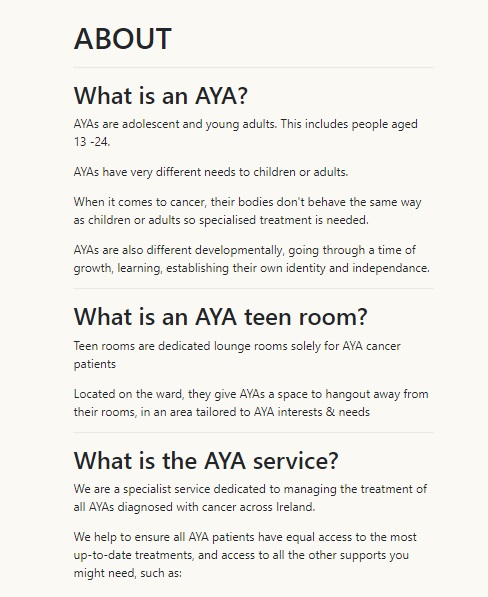 ABOUT
What is an AYA?
AYAs are adolescent and young adults. This includes people aged
13 -24.
AYAs have very different needs to children or adults.
When it comes to cancer, their bodies don't behave the same way
as children or adults so specialised treatment is needed.
AYAs are also different developmentally, going through a time of
growth, learning, establishing their own identity and independance.
What is an AYA teen room?
Teen rooms are dedicated lounge rooms solely for AYA cancer
patients
Located on the ward, they give AYAs a space to hangout away from
their rooms, in an area tailored to AYA interests & needs
What is the AYA service?
We are a specialist service dedicated to managing the treatment of
all AYAs diagnosed with cancer across Ireland.
We help to ensure all AYA patients have equal access to the most
up-to-date treatments, and access to all the other supports you
might need, such as: